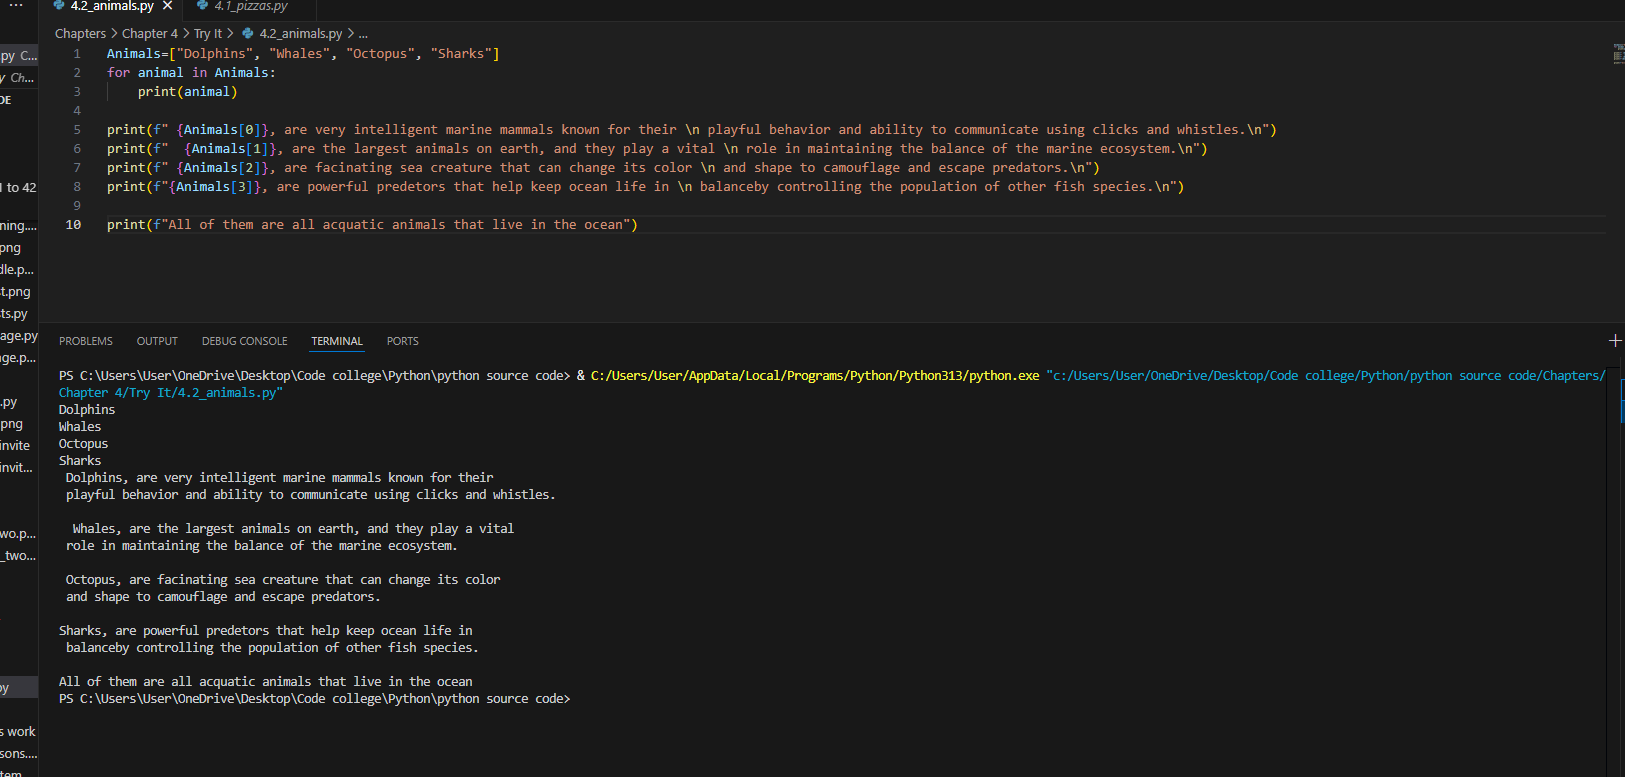 ...
4.2_animals.py ×
4.1_pizzas.py
Chapters > Chapter 4 > Try It > 4.2_animals.py > ...
1 Animals=["Dolphins", "Whales", "Octopus", "Sharks"]
2 for animal in Animals:
3     print(animal)
4
5 print(f" {Animals[0]}, are very intelligent marine mammals known for their \n playful behavior and ability to communicate using clicks and whistles.\n")
6 print(f"  {Animals[1]}, are the largest animals on earth, and they play a vital \n role in maintaining the balance of the marine ecosystem.\n")
7 print(f" {Animals[2]}, are facinating sea creature that can change its color \n and shape to camouflage and escape predators.\n")
8 print(f"{Animals[3]}, are powerful predetors that help keep ocean life in \n balanceby controlling the population of other fish species.\n")
9
10 print(f"All of them are all acquatic animals that live in the ocean")
.py C...
y Ch...
DE
1 to 42
ning....
png
dle.p...
t.png
ts.py
age.py
ge.p...
.py
png
invite
invit...
wo.p...
_two...
py
s work
sons....
tem
PROBLEMS
OUTPUT
DEBUG CONSOLE
TERMINAL
PORTS
PS C:\Users\User\OneDrive\Desktop\Code college\Python\python source code> & C:/Users/User/AppData/Local/Programs/Python/Python313/python.exe "c:/Users/User/OneDrive/Desktop/Code college/Python/python source code/Chapters/
Chapter 4/Try It/4.2_animals.py"
Dolphins
Whales
Octopus
Sharks
 Dolphins, are very intelligent marine mammals known for their
 playful behavior and ability to communicate using clicks and whistles.

  Whales, are the largest animals on earth, and they play a vital
 role in maintaining the balance of the marine ecosystem.

 Octopus, are facinating sea creature that can change its color
 and shape to camouflage and escape predators.

Sharks, are powerful predetors that help keep ocean life in
 balanceby controlling the population of other fish species.

All of them are all acquatic animals that live in the ocean
PS C:\Users\User\OneDrive\Desktop\Code college\Python\python source code>